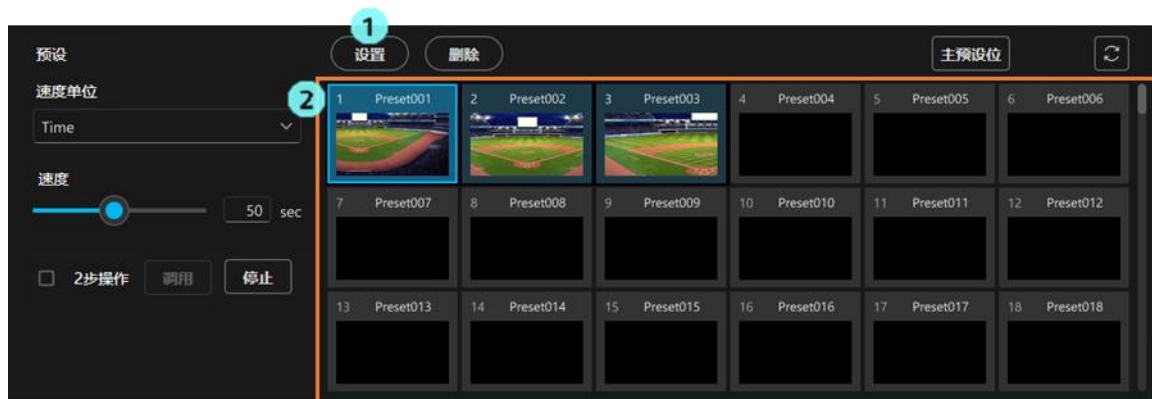 1
预设 设置 删除 主预设位
速度单位
2
Time
1 Preset001 2 Preset002 3 Preset003 4 Preset004 5 Preset005 6 Preset006
速度
50 sec
7 Preset007 8 Preset008 9 Preset009 10 Preset010 11 Preset011 12 Preset012
2步操作 调用 停止
13 Preset013 14 Preset014 15 Preset015 16 Preset016 17 Preset017 18 Preset018